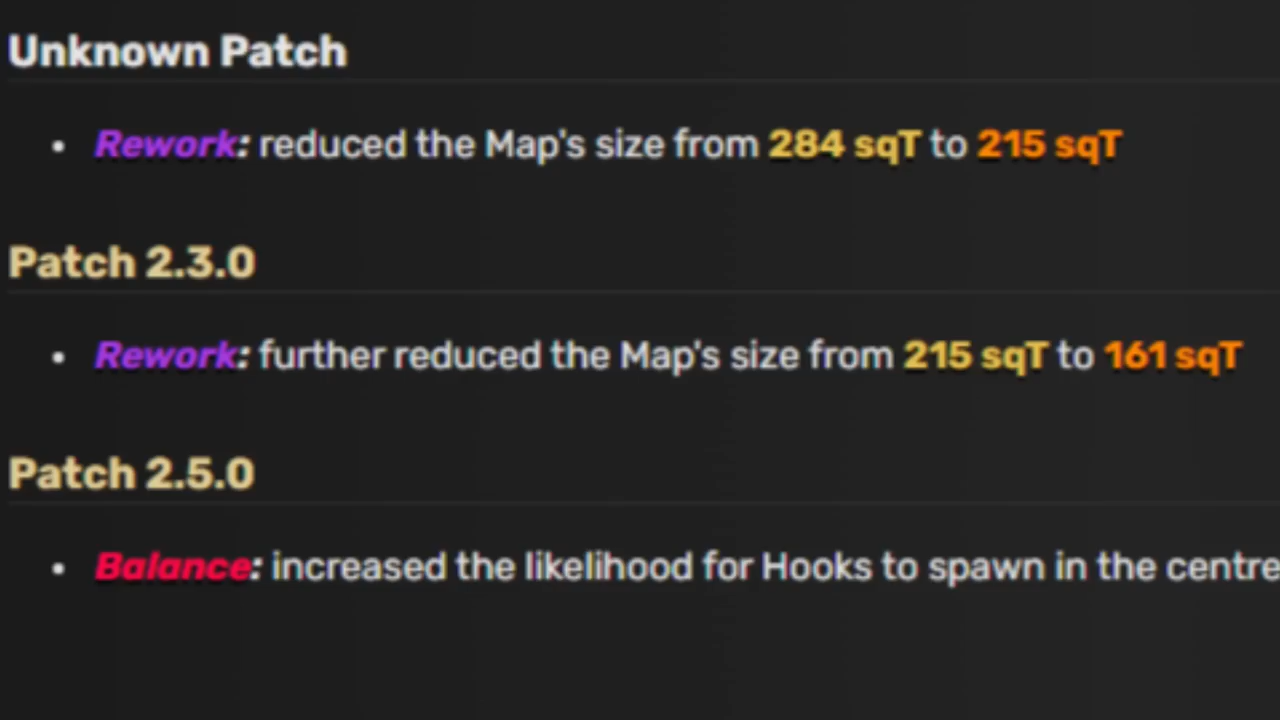 Unknown Patch
• Rework: reduced the Map's size from 284 sqT to 215 sqT
Patch 2.3.0
• Rework: further reduced the Map's size from 215 sqT to 161 sqT
Patch 2.5.0
• Balance: increased the likelihood for Hooks to spawn in the centre